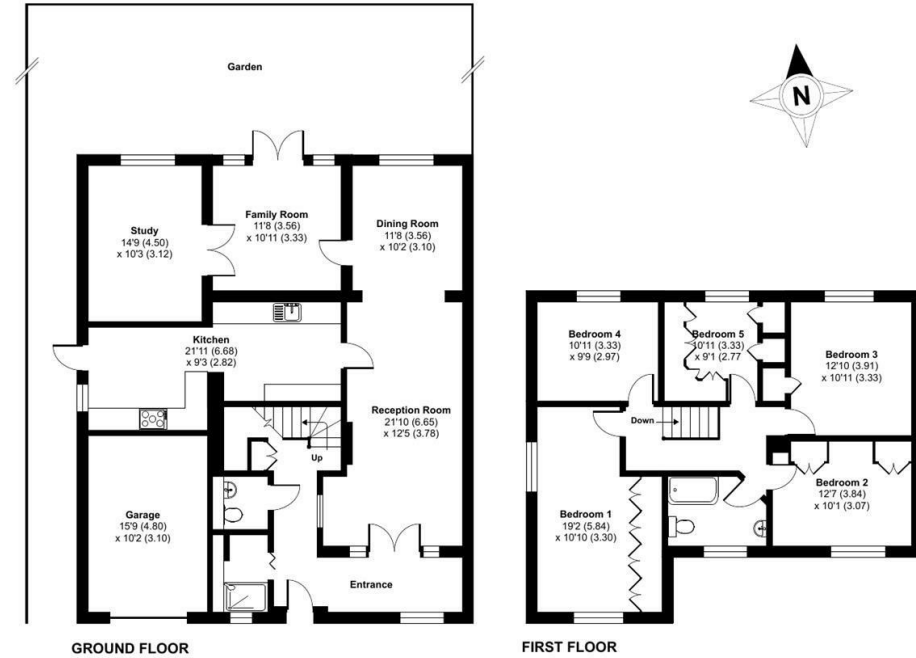 Garden
N
Study
14'9 (4.50)
x 10'3 (3.12)
Family Room
11'8 (3.56)
x 10'11 (3.33)
Dining Room
11'8 (3.56)
x 10'2 (3.10)
Kitchen
21'11 (6.68)
x 9'3 (2.82)
Reception Room
21'10 (6.65)
x 12'5 (3.78)
Up
Garage
15'9 (4.80)
x 10'2 (3.10)
Entrance
GROUND FLOOR
Bedroom 4
10'11 (3.33)
x 9'9 (2.97)
Bedroom 5
10'11 (3.33)
x 9'1 (2.77
Bedroom 3
12'10 (3.91)
x 10'11 (3.33)
Down
Bedroom 2
12'7 (3.84)
x 10'1 (3.07)
Bedroom 1
19'2 (5.84)
x 10'10 (3.30)
FIRST FLOOR